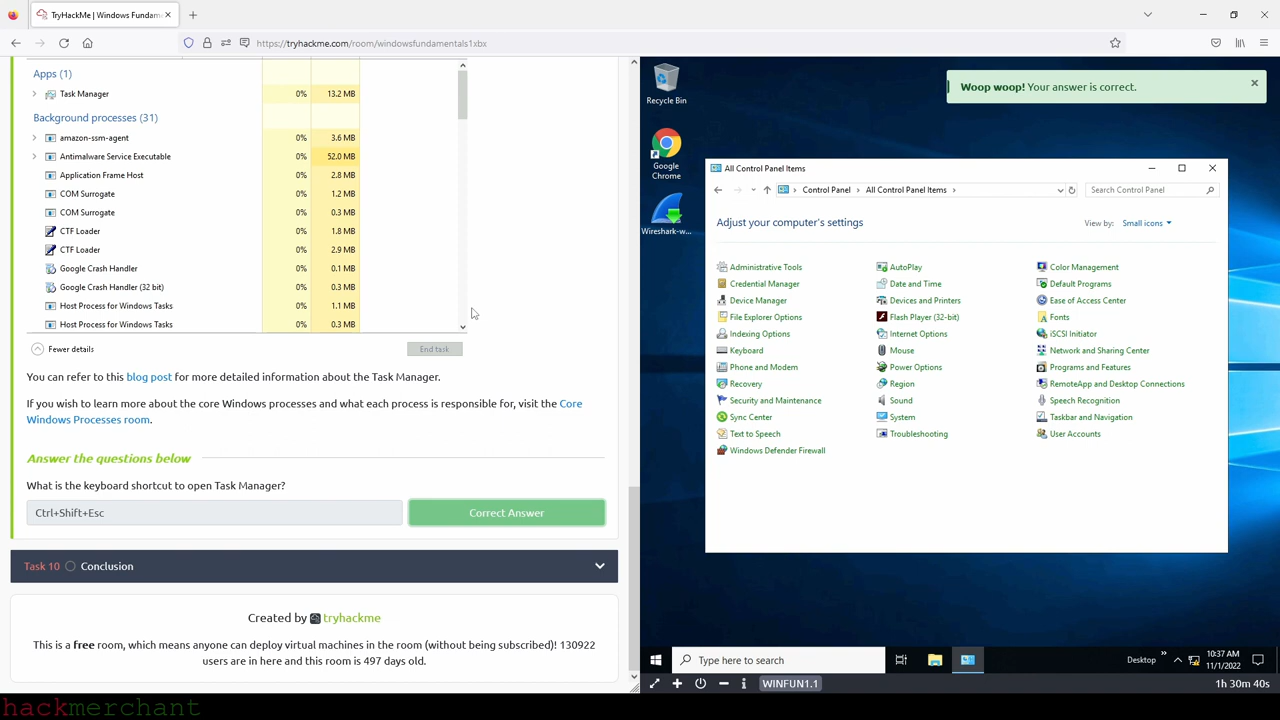 TryHackMe | Windows Fundam
https://tryhackme.com/room/windowsfundamentals1xbx
Apps (1)
Task Manager 0% 13.2 MB
Background processes (31)
amazon-ssm-agent 0% 3.6 MB
Antimalware Service Executable 0% 52.0 MB
Application Frame Host 0% 2.8 MB
COM Surrogate 0% 1.2 MB
COM Surrogate 0% 0.3 MB
CTF Loader 0% 1.8 MB
CTF Loader 0% 2.9 MB
Google Crash Handler 0% 0.1 MB
Google Crash Handler (32 bit) 0% 0.3 MB
Host Process for Windows Tasks 0% 1.1 MB
Host Process for Windows Tasks 0% 0.3 MB
Fewer details End task
You can refer to this blog post for more detailed information about the Task Manager.
If you wish to learn more about the core Windows processes and what each process is responsible for, visit the Core
Windows Processes room.
Answer the questions below
What is the keyboard shortcut to open Task Manager?
Ctrl+Shift+Esc Correct Answer
Task 10 Conclusion
Created by tryhackme
This is a free room, which means anyone can deploy virtual machines in the room (without being subscribed)! 130922
users are in here and this room is 497 days old.
hackmerchant
Recycle Bin
Google
Chrome
Wireshark-w...
Woop woop! Your answer is correct.
All Control Panel Items
Control Panel All Control Panel Items Search Control Panel
Adjust your computer's settings View by: Small icons
Administrative Tools AutoPlay Color Management
Credential Manager Date and Time Default Programs
Device Manager Devices and Printers Ease of Access Center
File Explorer Options Flash Player (32-bit) Fonts
Indexing Options Internet Options iSCSI Initiator
Keyboard Mouse Network and Sharing Center
Phone and Modem Power Options Programs and Features
Recovery Region RemoteApp and Desktop Connections
Security and Maintenance Sound Speech Recognition
Sync Center System Taskbar and Navigation
Text to Speech Troubleshooting User Accounts
Windows Defender Firewall
Type here to search Desktop 10:37 AM
11/1/2022
WINFUN1.1 1h 30m 40s